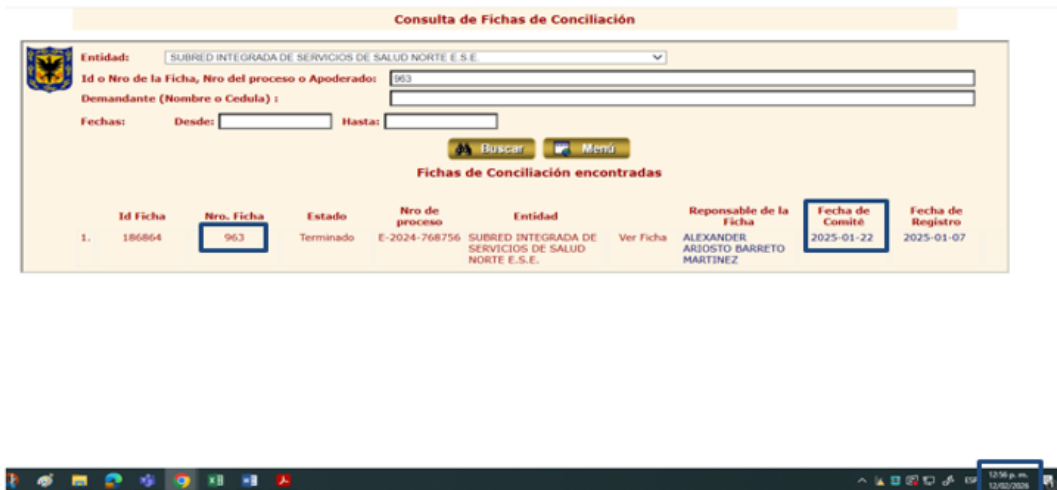 Consulta de Fichas de Conciliación
Entidad: SUBRED INTEGRADA DE SERVICIOS DE SALUD NORTE E.S.E.
Id o Nro de la Ficha, Nro del proceso o Apoderado: 963
Demandante (Nombre o Cedula) :
Fechas: Desde: Hasta:
Buscar Menú
Fichas de Conciliación encontradas
Id Ficha Nro. Ficha Estado Nro de proceso Entidad Reponsable de la Ficha Fecha de Comité Fecha de Registro
1. 186864 963 Terminado E-2024-768756 SUBRED INTEGRADA DE SERVICIOS DE SALUD NORTE E.S.E. Ver Ficha ALEXANDER ARIOSTO BARRETO MARTINEZ 2025-01-22 2025-01-07
ESP 12:56 p. m.
12/02/2026